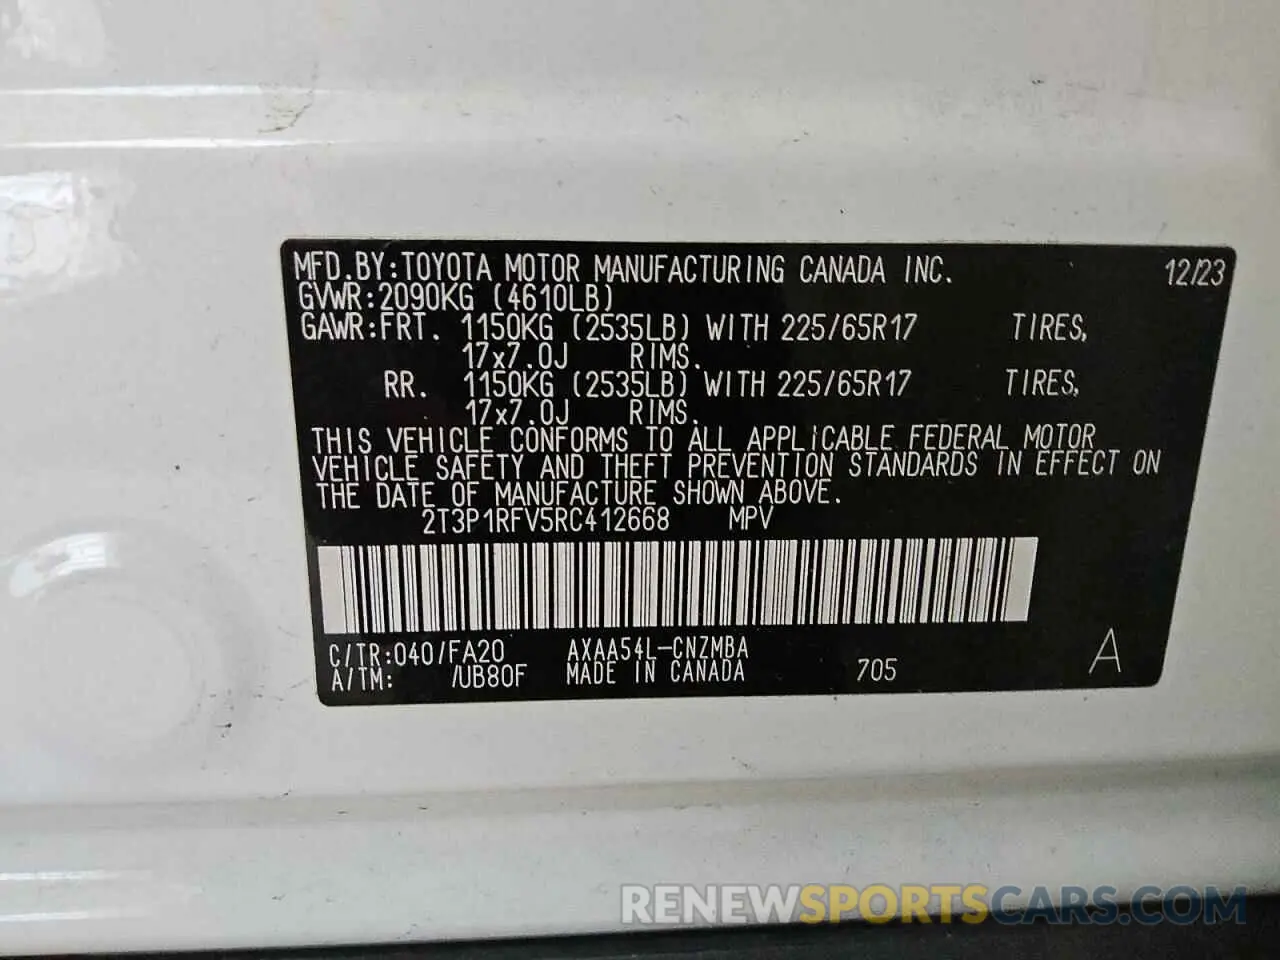 MFD.BY:TOYOTA MOTOR MANUFACTURING CANADA INC. 12/23
GVWR:2090KG (4610LB)
GAWR:FRT. 1150KG (2535LB) WITH 225/65R17 TIRES,
17x7.0J RIMS.
RR. 1150KG (2535LB) WITH 225/65R17 TIRES,
17x7.0J RIMS.
THIS VEHICLE CONFORMS TO ALL APPLICABLE FEDERAL MOTOR
VEHICLE SAFETY AND THEFT PREVENTION STANDARDS IN EFFECT ON
THE DATE OF MANUFACTURE SHOWN ABOVE.
2T3P1RFV5RC412668 MPV
C/TR:040/FA20 AXAA54L-CNZMBA
A/TM: /UB80F MADE IN CANADA 705 A
RENEWSPORTSCARS.COM